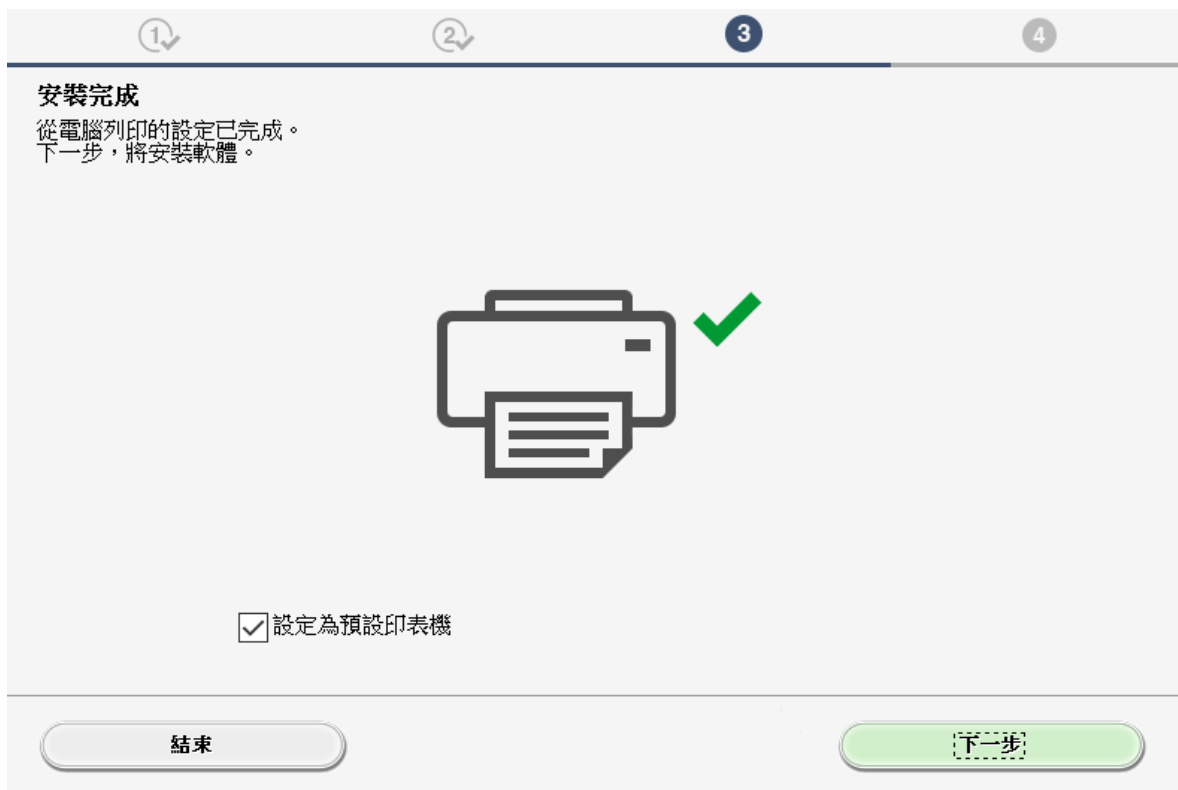 1
2
3
4
安裝完成
從電腦列印的設定已完成。
下一步，將安裝軟體。
設定為預設印表機
結束
下一步